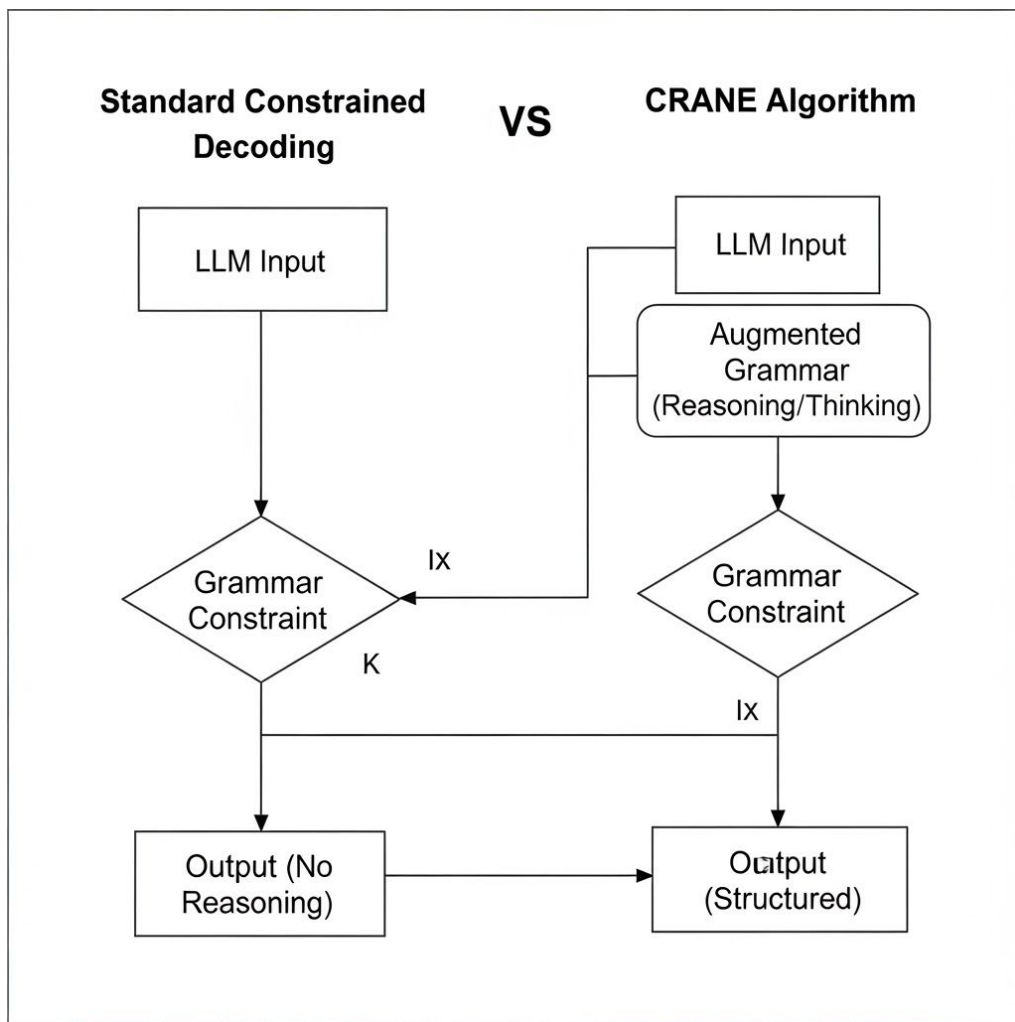 Standard Constrained
Decoding
VS
CRANE Algorithm
LLM Input
LLM Input
Augmented
Grammar
(Reasoning/Thinking)
Grammar
Constraint
Ix
K
Grammar
Constraint
Ix
Output (No
Reasoning)
Output
(Structured)